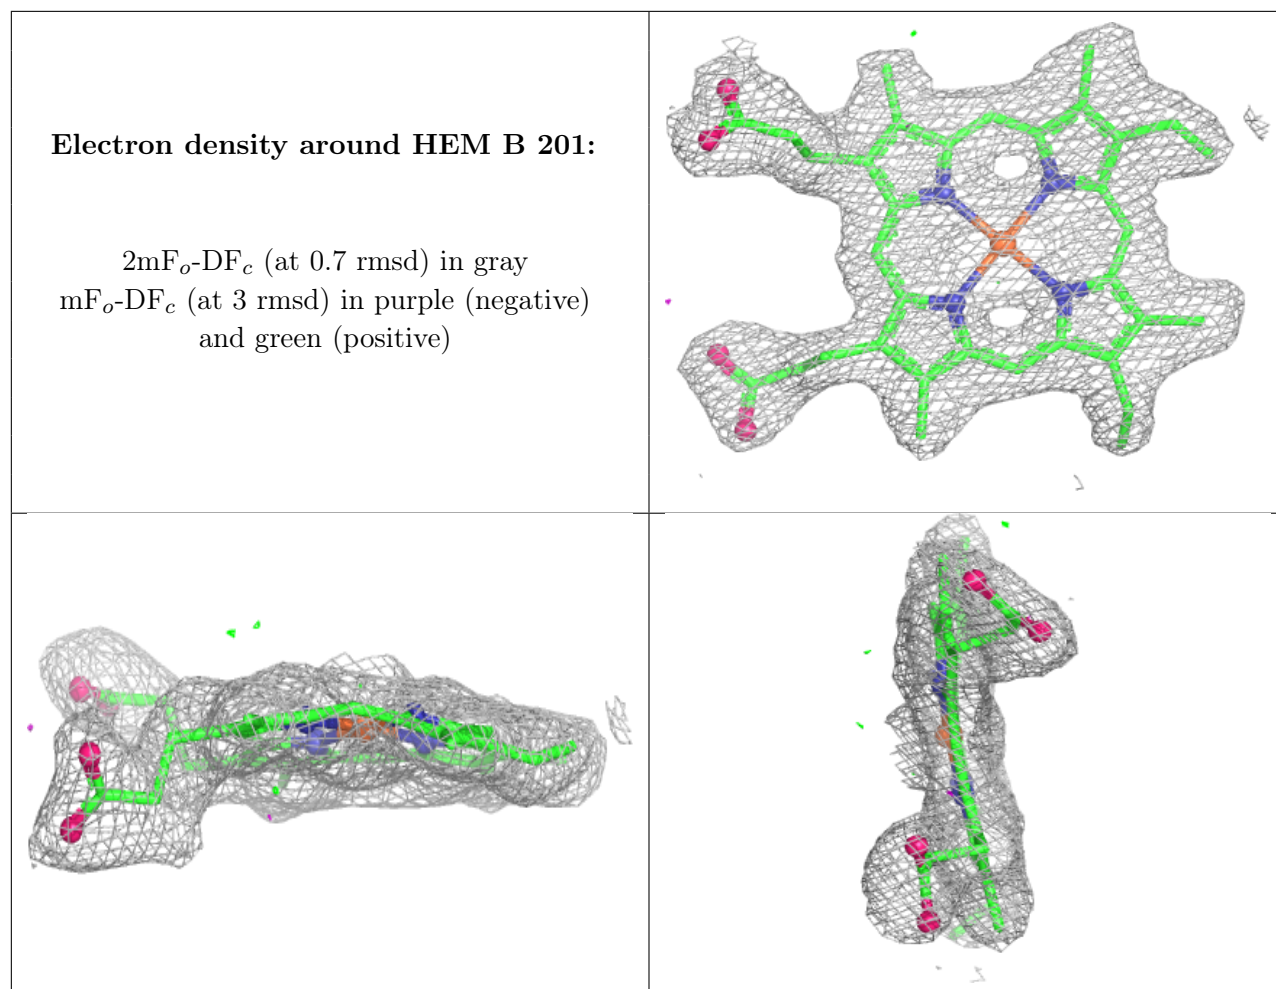 Electron density around HEM B 201:
2mFo-DFc (at 0.7 rmsd) in gray
mFo-DFc (at 3 rmsd) in purple (negative)
and green (positive)